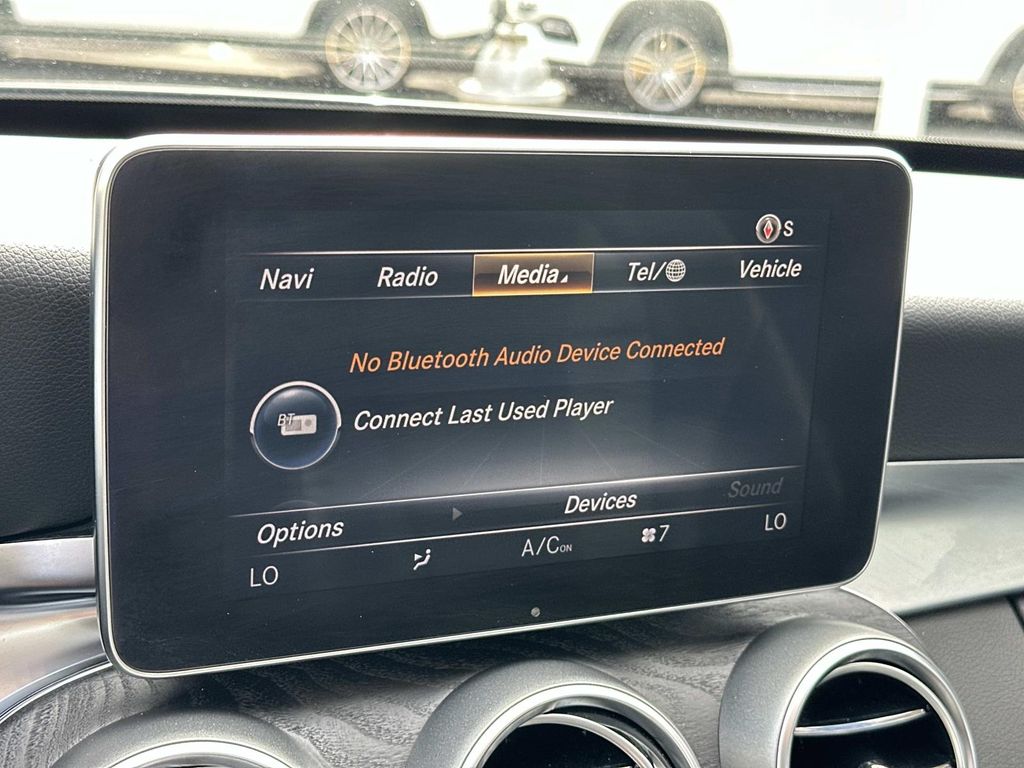 S
Navi Radio Media Tel/ Vehicle
No Bluetooth Audio Device Connected
BT
Connect Last Used Player
Options Devices Sound
LO A/C ON 7 LO